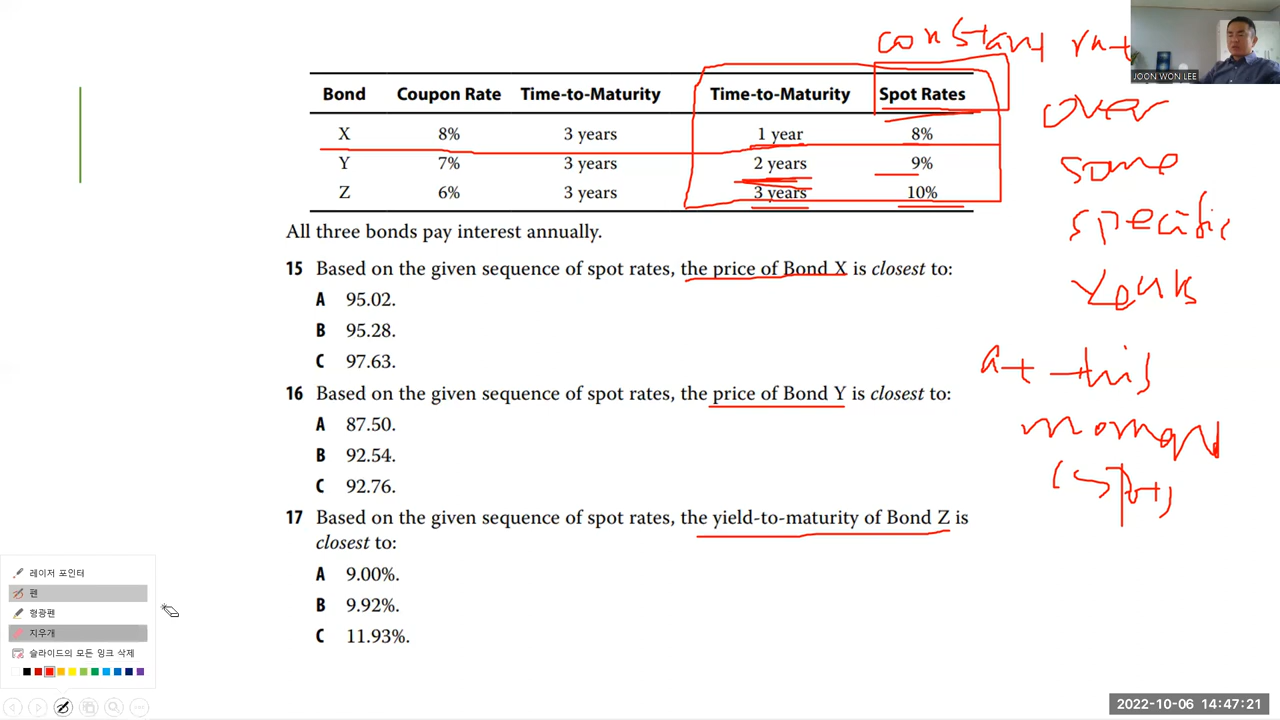 constant rat
JOON WON LEE
Bond Coupon Rate Time-to-Maturity Time-to-Maturity Spot Rates
X 8% 3 years 1 year 8%
Y 7% 3 years 2 years 9%
Z 6% 3 years 3 years 10%
over
some
specific
years
at this
moment
(spot)
All three bonds pay interest annually.
15 Based on the given sequence of spot rates, the price of Bond X is closest to:
A 95.02.
B 95.28.
C 97.63.
16 Based on the given sequence of spot rates, the price of Bond Y is closest to:
A 87.50.
B 92.54.
C 92.76.
17 Based on the given sequence of spot rates, the yield-to-maturity of Bond Z is
closest to:
A 9.00%.
B 9.92%.
C 11.93%.
레이저 포인터
펜
형광펜
지우개
슬라이드의 모든 잉크 삭제
2022-10-06 14:47:21